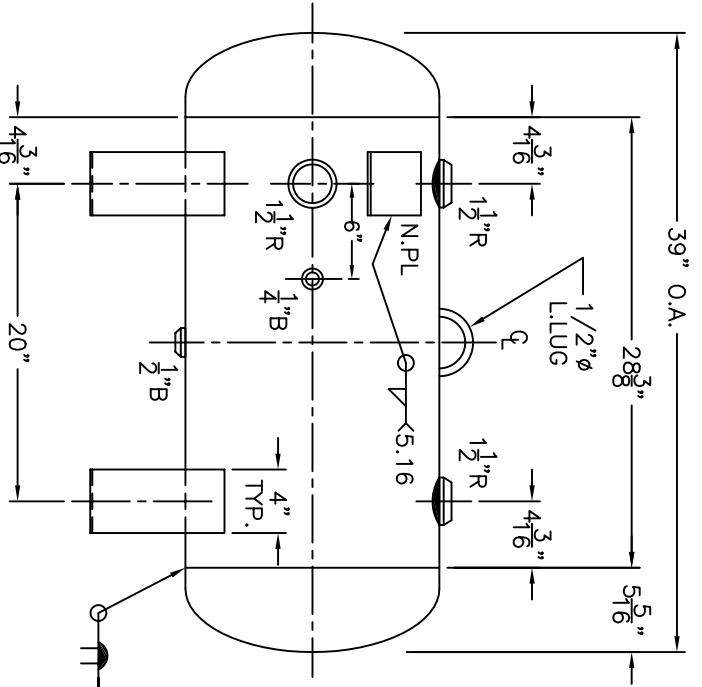 39" O.A.
28 3/8"
5 5/16"
4 3/16"
1 1/2"R
1/2"ø
L.LUG
1 1/2"R
4 3/16"
N.PL
CL
<5.16
1 1/2"R
6"
1/4"B
1/2"B
4"
TYP.
4 3/16"
20"